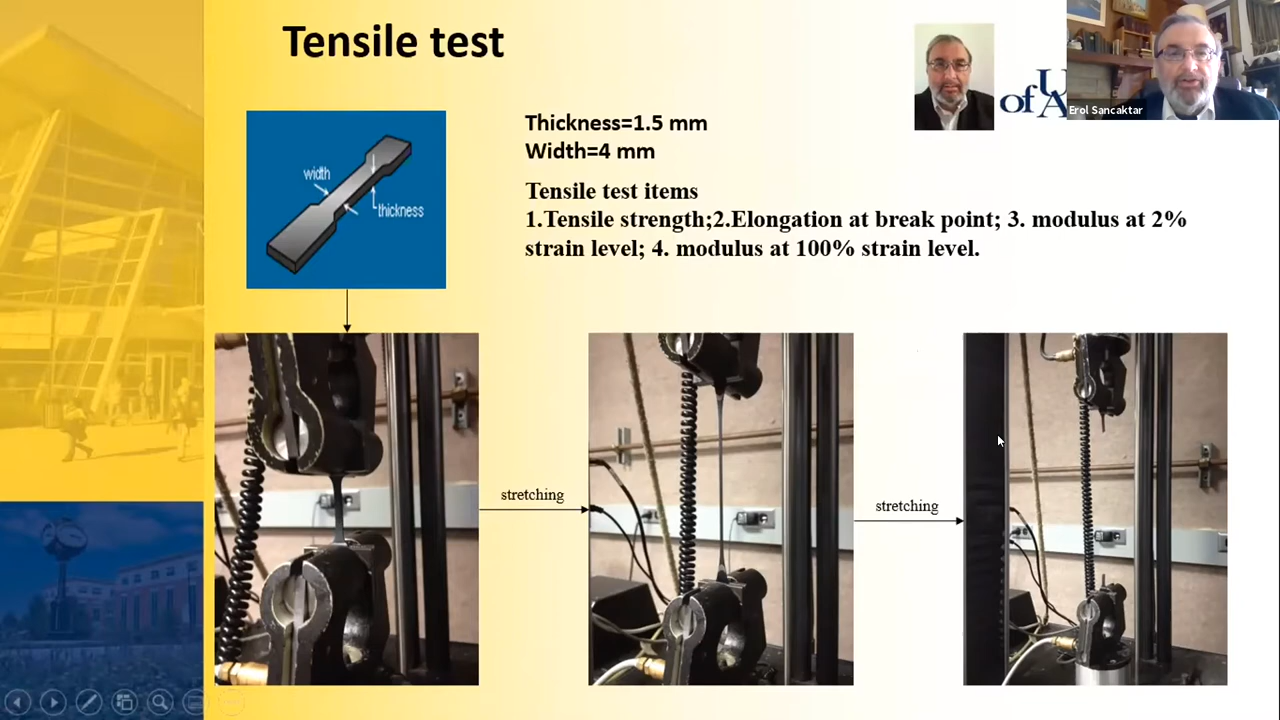 Tensile test
U
of A
Erol Sancaktar
width
thickness
Thickness=1.5 mm
Width=4 mm
Tensile test items
1.Tensile strength;2.Elongation at break point; 3. modulus at 2%
strain level; 4. modulus at 100% strain level.
stretching
stretching